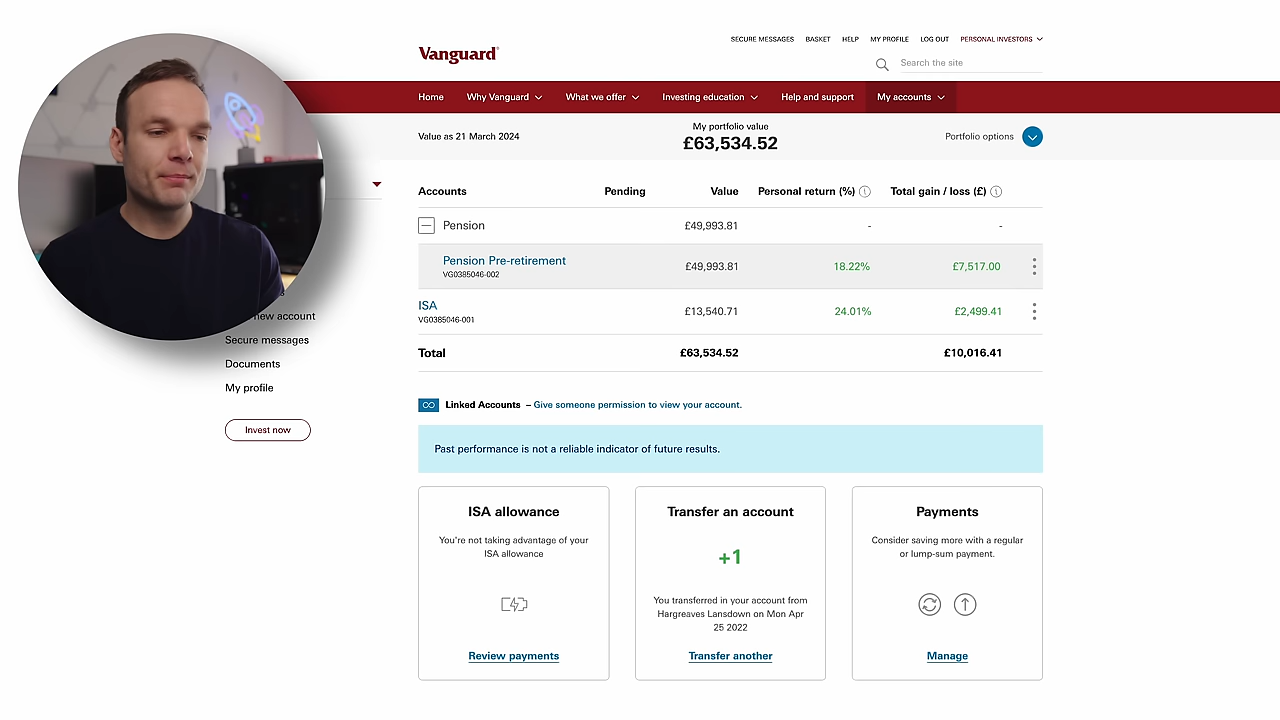 SECURE MESSAGES BASKET HELP MY PROFILE LOG OUT PERSONAL INVESTORS
Vanguard
Search the site
Home Why Vanguard What we offer Investing education Help and support My accounts
Value as 21 March 2024
My portfolio value
£63,534.52
Portfolio options
Accounts Pending Value Personal return (%) Total gain / loss (£)
Pension £49,993.81 - -
Pension Pre-retirement £49,993.81 18.22% £7,517.00
VG0385046-002
ISA £13,540.71 24.01% £2,499.41
VG0385046-001
Total £63,534.52 £10,016.41
new account
Secure messages
Documents
My profile
Invest now
Linked Accounts – Give someone permission to view your account.
Past performance is not a reliable indicator of future results.
ISA allowance
You're not taking advantage of your
ISA allowance
Review payments
Transfer an account
+1
You transferred in your account from
Hargreaves Lansdown on Mon Apr
25 2022
Transfer another
Payments
Consider saving more with a regular
or lump-sum payment.
Manage